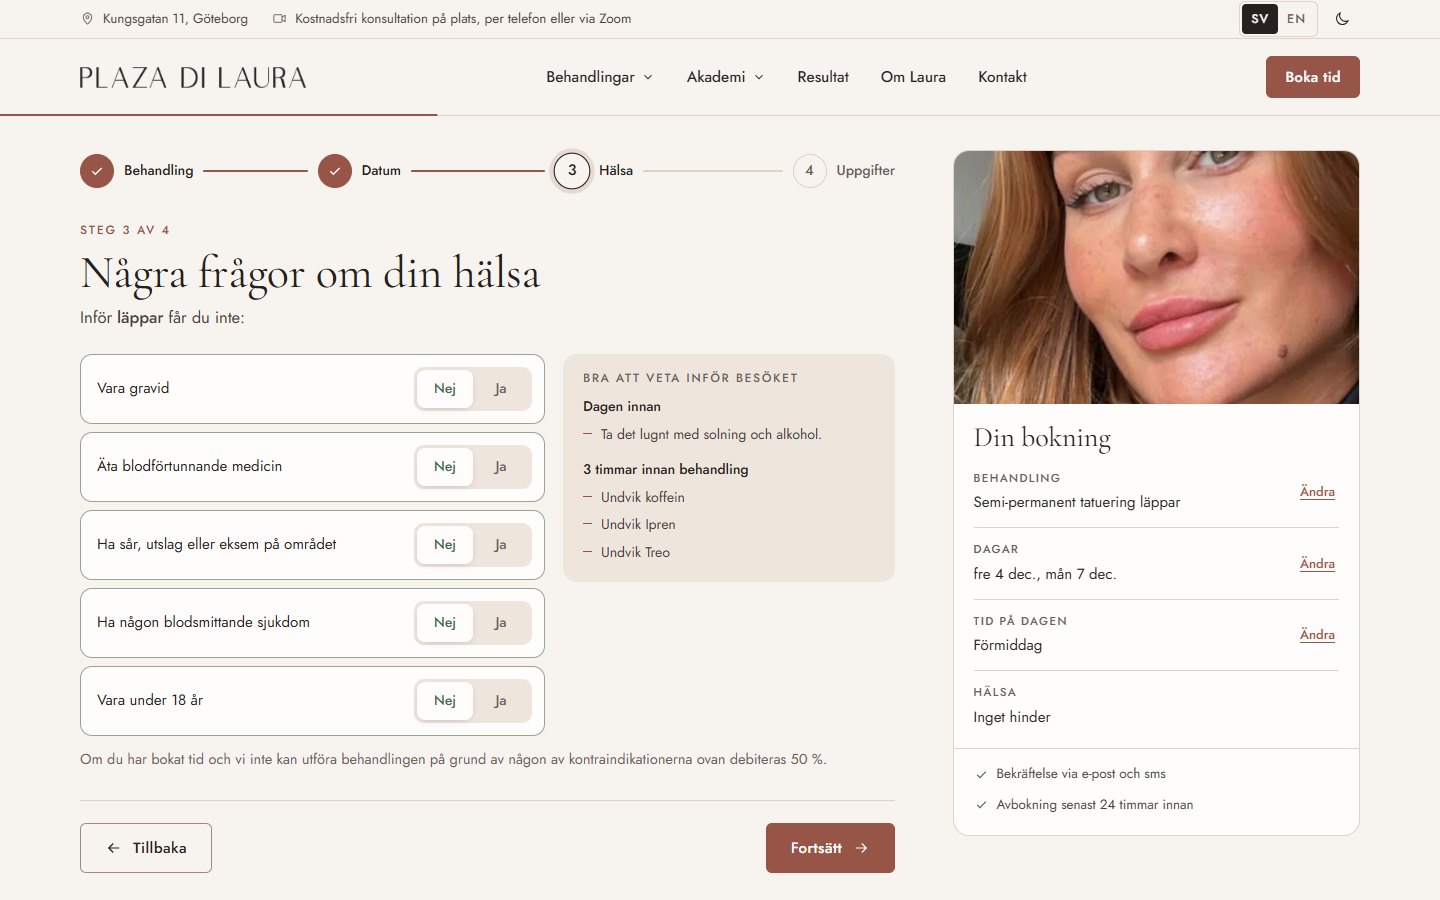 Kungsgatan 11, Göteborg
Kostnadsfri konsultation på plats, per telefon eller via Zoom
SV EN
PLAZA DI LAURA
Behandlingar
Akademi
Resultat
Om Laura
Kontakt
Boka tid
Behandling
Datum
3 Hälsa
4 Uppgifter
STEG 3 AV 4
Några frågor om din hälsa
Inför läppar får du inte:
Vara gravid Nej Ja
Äta blodförtunnande medicin Nej Ja
Ha sår, utslag eller eksem på området Nej Ja
Ha någon blodsmittande sjukdom Nej Ja
Vara under 18 år Nej Ja
BRA ATT VETA INFÖR BESÖKET
Dagen innan
– Ta det lugnt med solning och alkohol.
3 timmar innan behandling
– Undvik koffein
– Undvik Ipren
– Undvik Treo
Om du har bokat tid och vi inte kan utföra behandlingen på grund av någon av kontraindikationerna ovan debiteras 50 %.
Tillbaka
Fortsätt
Din bokning
BEHANDLING
Semi-permanent tatuering läppar
Ändra
DAGAR
fre 4 dec., mån 7 dec.
Ändra
TID PÅ DAGEN
Förmiddag
Ändra
HÄLSA
Inget hinder
Bekräftelse via e-post och sms
Avbokning senast 24 timmar innan